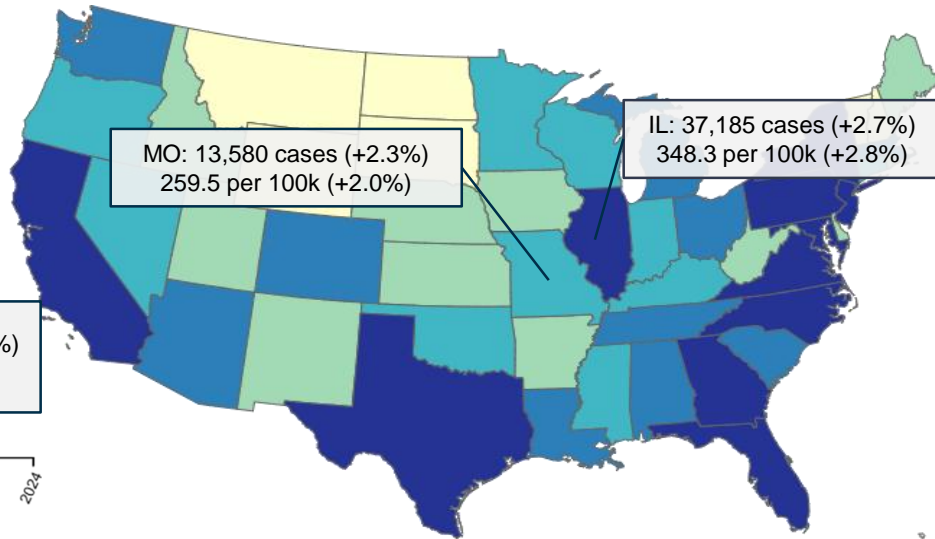 MO: 13,580 cases (+2.3%)
259.5 per 100k (+2.0%)
IL: 37,185 cases (+2.7%)
348.3 per 100k (+2.8%)
%)
2024